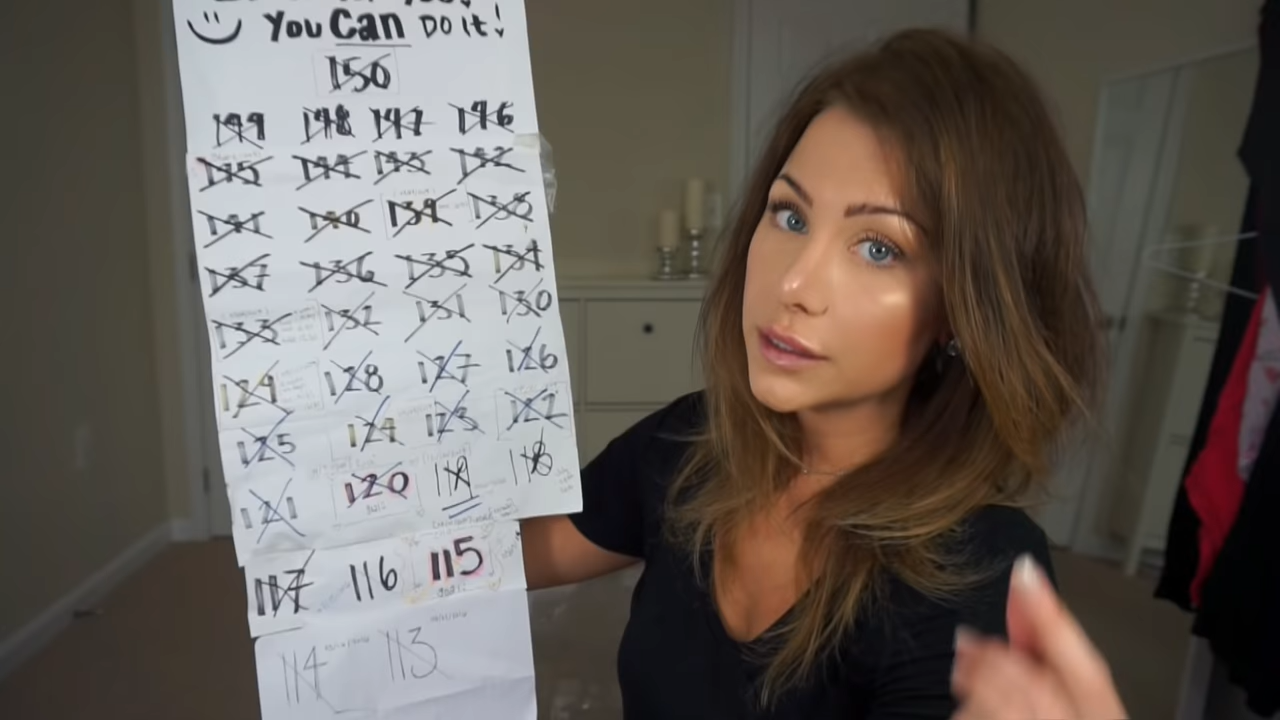 You Can DO it!
150
149 148 147 146
145 144 143 142
141 140 139 138
137 136 135 134
133 132 131 130
129 128 127 126
125 124 123 122
121 120 119 118
GOAL
117 116 115
GOAL!
114 113